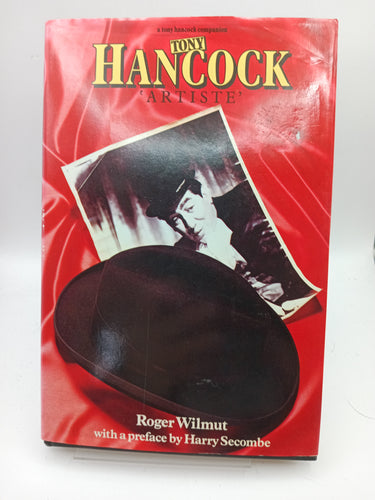 a tony hancock companion
TONY
HANCOCK
'ARTISTE'
Roger Wilmut
with a preface by Harry Secombe